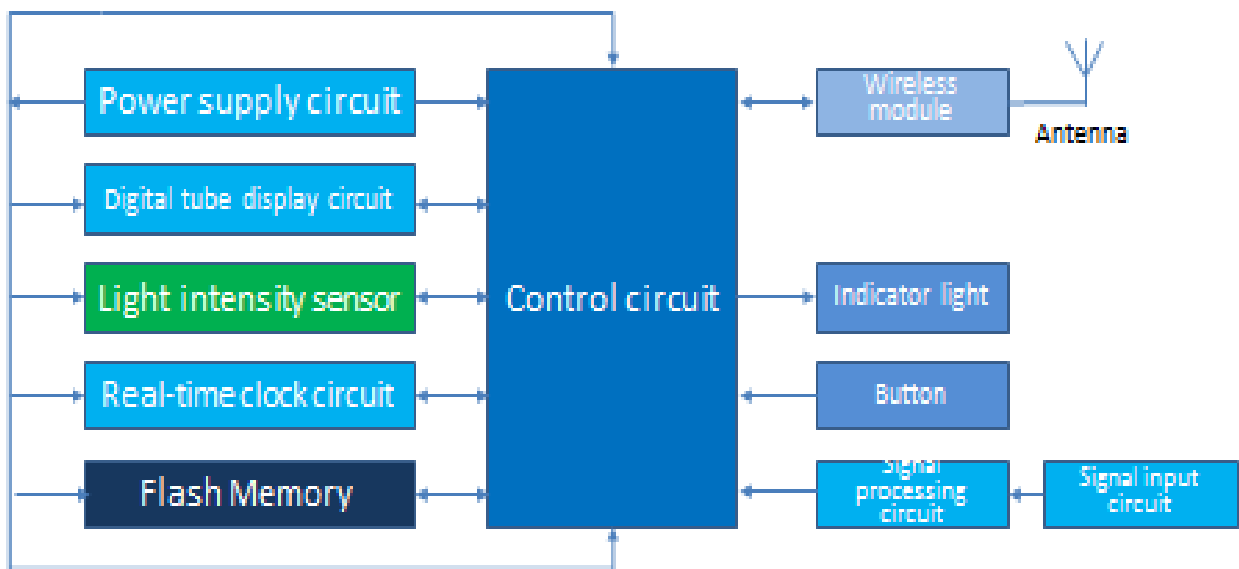 Power supply circuit
Digital tube display circuit
Light intensity sensor
Real-time clock circuit
Flash Memory
Control circuit
Wireless
module
Antenna
Indicator light
Button
Signal
processing
circuit
Signal input
circuit